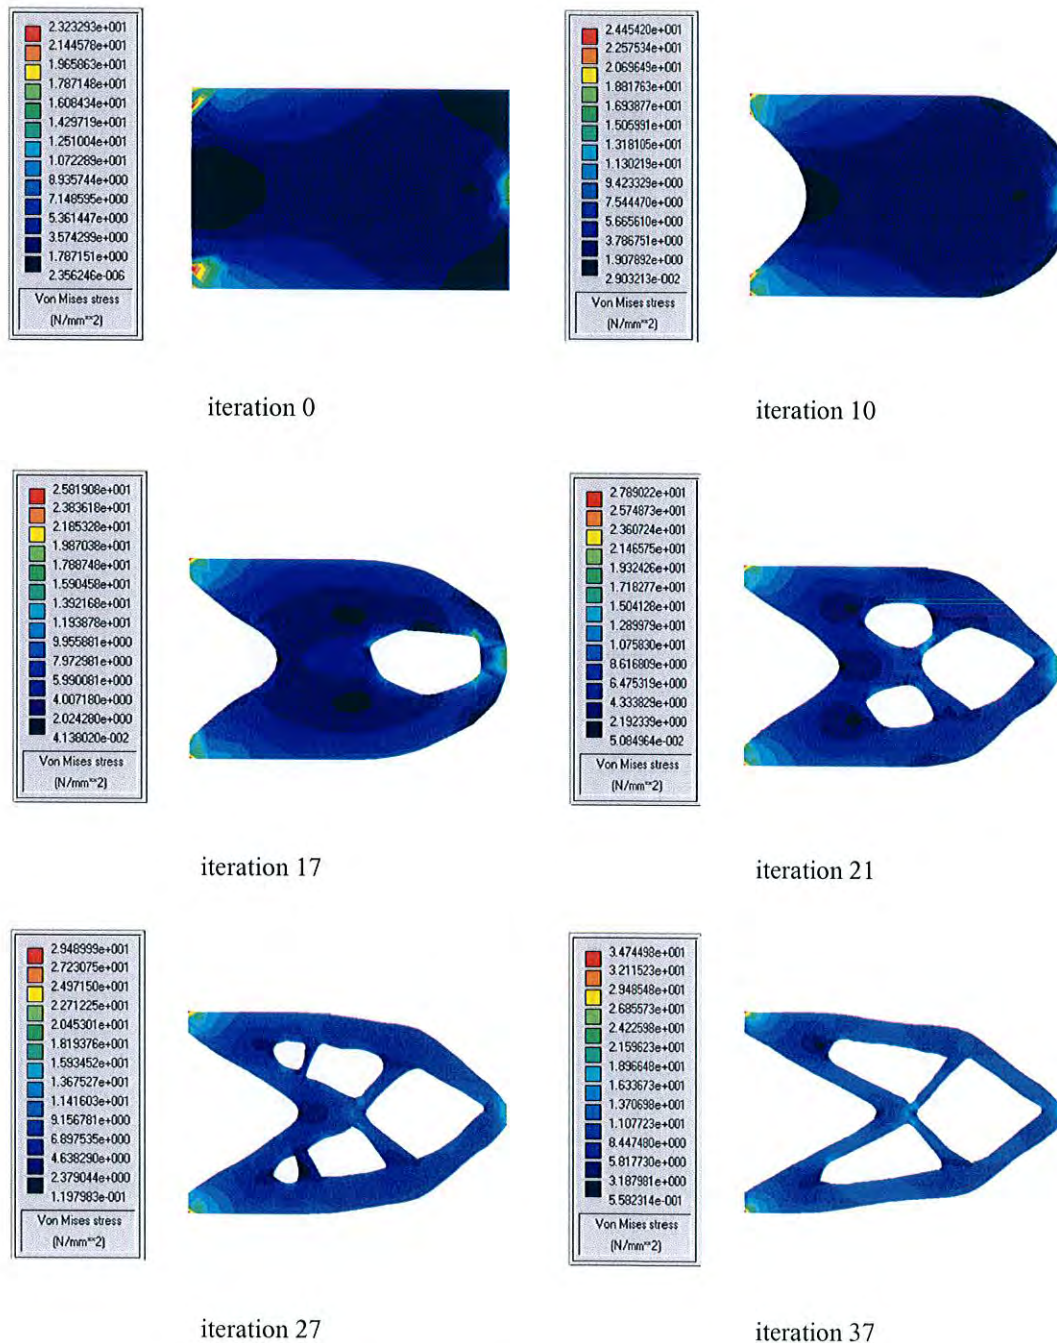 2.323293e+001
2.144578e+001
1.965863e+001
1.787148e+001
1.608434e+001
1.429719e+001
1.251004e+001
1.072289e+001
8.935744e+000
7.148595e+000
5.361447e+000
3.574299e+000
1.787151e+000
2.356246e-006
Von Mises stress
(N/mm**2)
iteration 0
2.445420e+001
2.257534e+001
2.069649e+001
1.881763e+001
1.693877e+001
1.505991e+001
1.318105e+001
1.130219e+001
9.423329e+000
7.544470e+000
5.665610e+000
3.786751e+000
1.907892e+000
2.903213e-002
Von Mises stress
(N/mm**2)
iteration 10
2.581908e+001
2.383618e+001
2.185328e+001
1.987038e+001
1.788748e+001
1.590458e+001
1.392168e+001
1.193878e+001
9.955881e+000
7.972981e+000
5.990081e+000
4.007180e+000
2.024280e+000
4.138020e-002
Von Mises stress
(N/mm**2)
iteration 17
2.789022e+001
2.574873e+001
2.360724e+001
2.146575e+001
1.932426e+001
1.718277e+001
1.504128e+001
1.289979e+001
1.075830e+001
8.616809e+000
6.475319e+000
4.333829e+000
2.192339e+000
5.084964e-002
Von Mises stress
(N/mm**2)
iteration 21
2.948999e+001
2.723075e+001
2.497150e+001
2.271225e+001
2.045301e+001
1.819376e+001
1.593452e+001
1.367527e+001
1.141603e+001
9.156781e+000
6.897535e+000
4.638290e+000
2.379044e+000
1.197983e-001
Von Mises stress
(N/mm**2)
iteration 27
3.474498e+001
3.211523e+001
2.948548e+001
2.685573e+001
2.422598e+001
2.159623e+001
1.896648e+001
1.633673e+001
1.370698e+001
1.107723e+001
8.447480e+000
5.817730e+000
3.187981e+000
5.582314e-001
Von Mises stress
(N/mm**2)
iteration 37